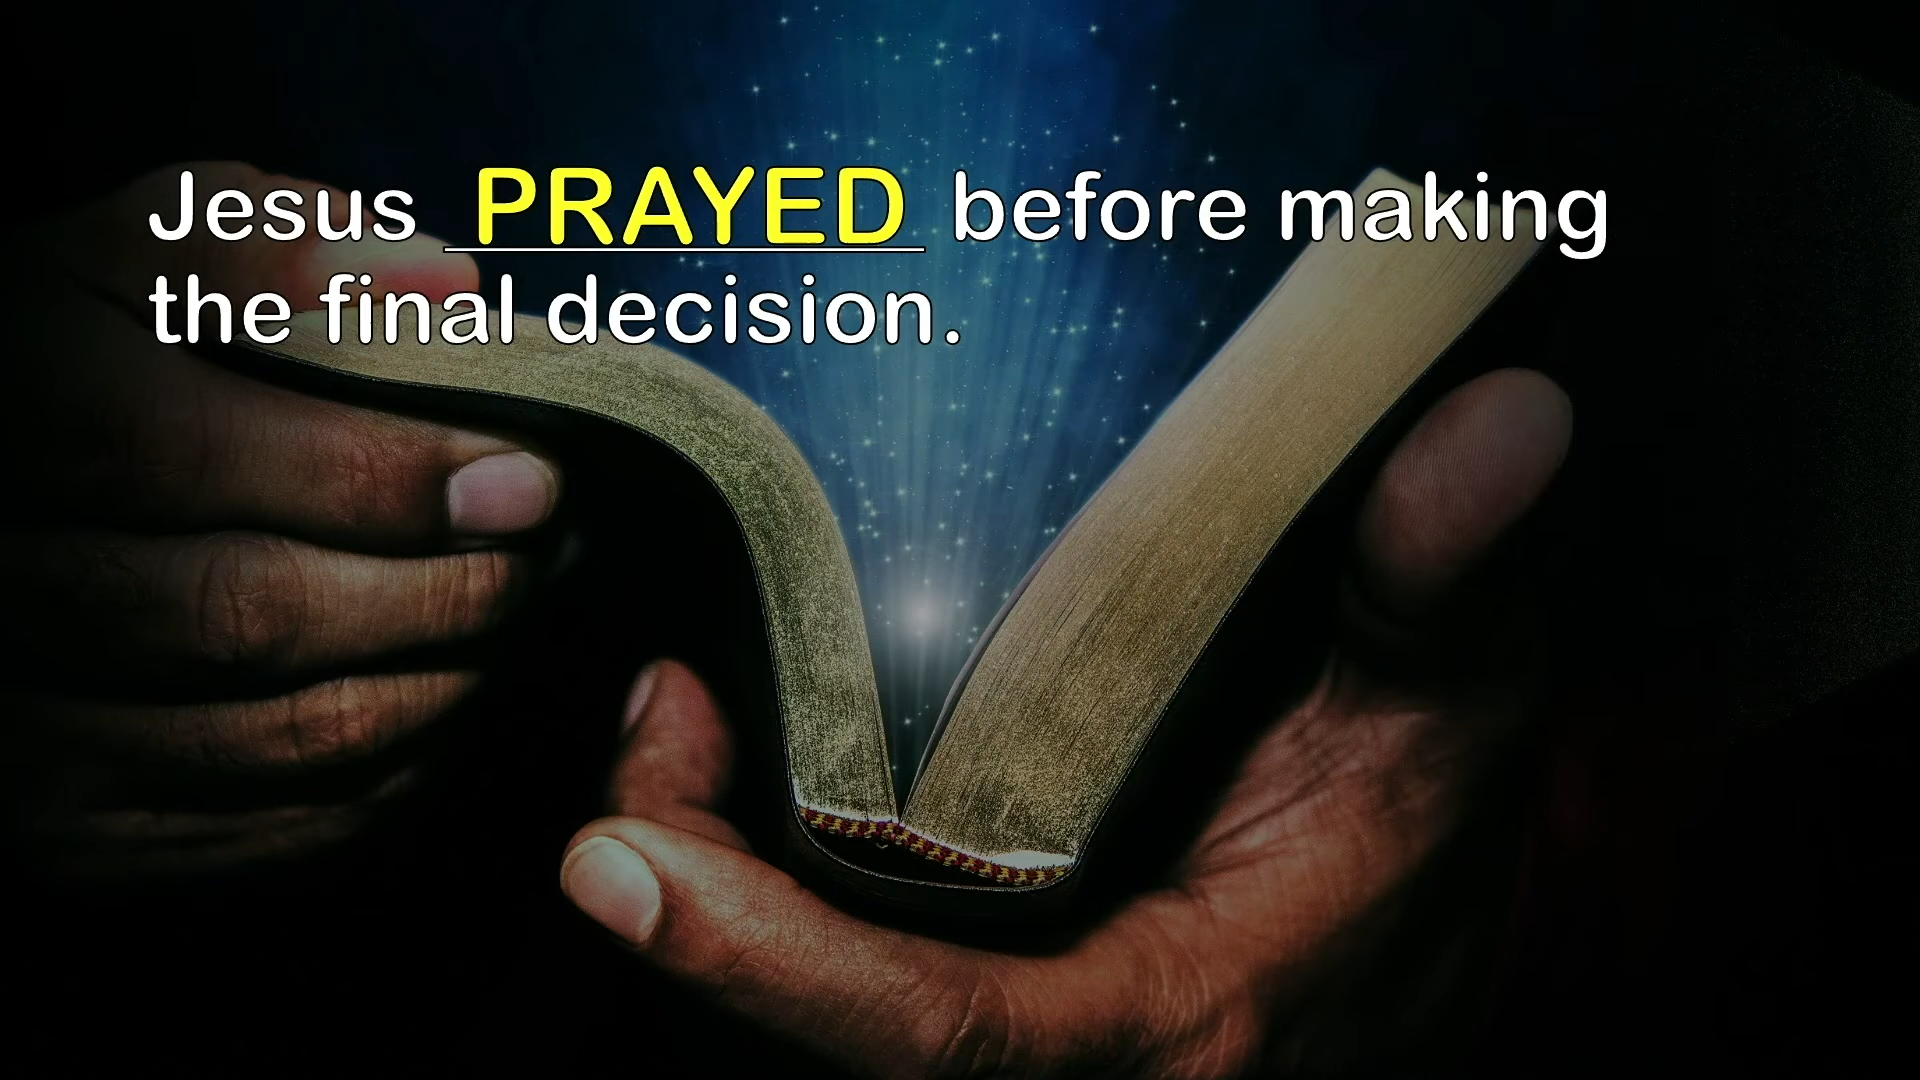 Jesus PRAYED before making
the final decision.